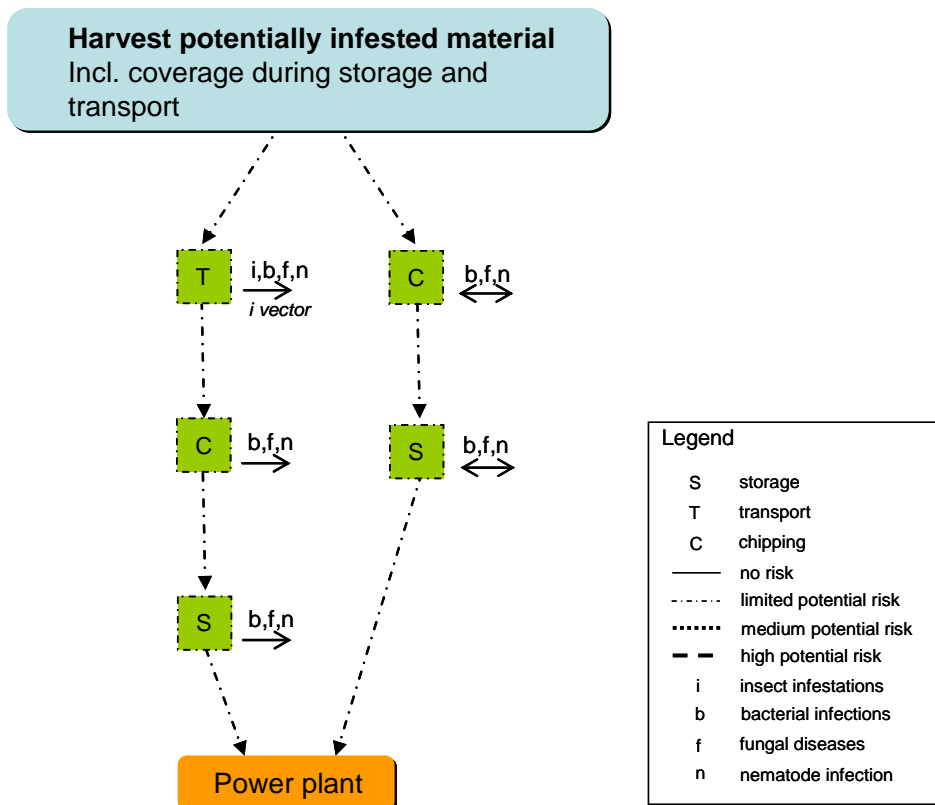 Harvest potentially infested material
Incl. coverage during storage and
transport
T
i,b,f,n
i vector
C
b,f,n
C
b,f,n
S
b,f,n
S
b,f,n
Power plant
Legend
S storage
T transport
C chipping
no risk
limited potential risk
medium potential risk
high potential risk
i insect infestations
b bacterial infections
f fungal diseases
n nematode infection